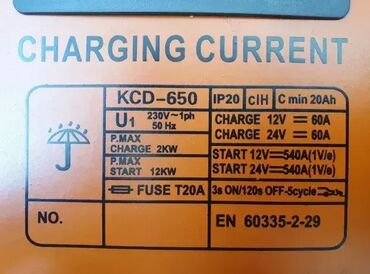 CHARGING CURRENT
KCD-650 IP20 CIH C min 20Ah
U1 230V~1ph 50 Hz
CHARGE 12V = 60A
CHARGE 24V = 60A
P.MAX CHARGE 2KW
P.MAX START 12KW
START 12V=540A(1V/e)
START 24V=540A(1V/e)
FUSE T20A
3s ON/120s OFF-5cycle
NO.
EN 60335-2-29